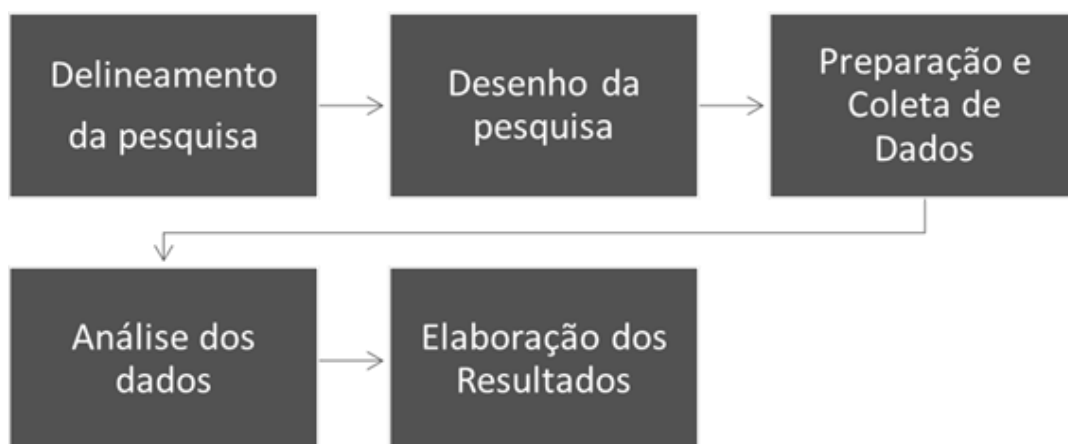 Delineamento
da pesquisa
Desenho da
pesquisa
Preparação e
Coleta de
Dados
Análise dos
dados
Elaboração dos
Resultados